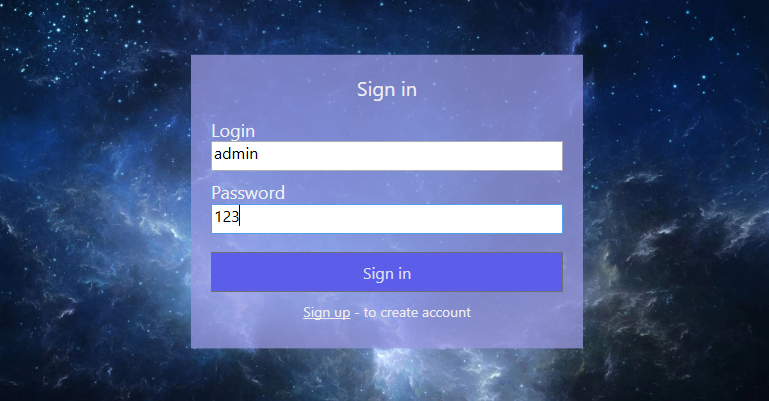 Sign in
Login
admin
Password
123
Sign in
Sign up - to create account